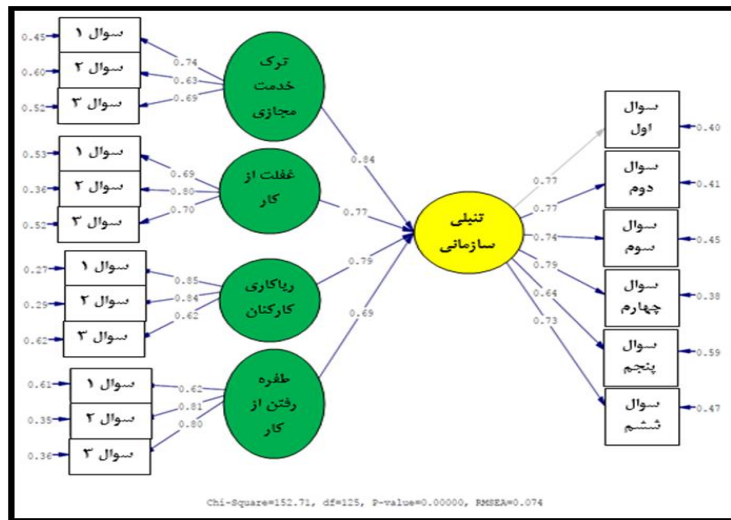 0.45
سوال ۱
0.60
سوال ۲
0.52
سوال ۳
0.74
0.63
0.69
ترک
خدمت
مجازی
0.84
0.53
سوال ۱
0.36
سوال ۲
0.52
سوال ۳
0.69
0.80
0.70
غفلت از
کار
0.77
0.27
سوال ۱
0.29
سوال ۲
0.62
سوال ۳
0.85
0.84
0.62
ریاکاری
کارکنان
0.79
0.61
سوال ۱
0.35
سوال ۲
0.36
سوال ۳
0.62
0.81
0.80
طفره
رفتن از
کار
0.69
تنبلی
سازمانی
0.77
0.77
0.74
0.79
0.64
0.73
سوال
اول
0.40
سوال
دوم
0.41
سوال
سوم
0.45
سوال
چهارم
0.38
سوال
پنجم
0.59
سوال
ششم
0.47
Chi-Square=152.71, df=125, P-value=0.00000, RMSEA=0.074